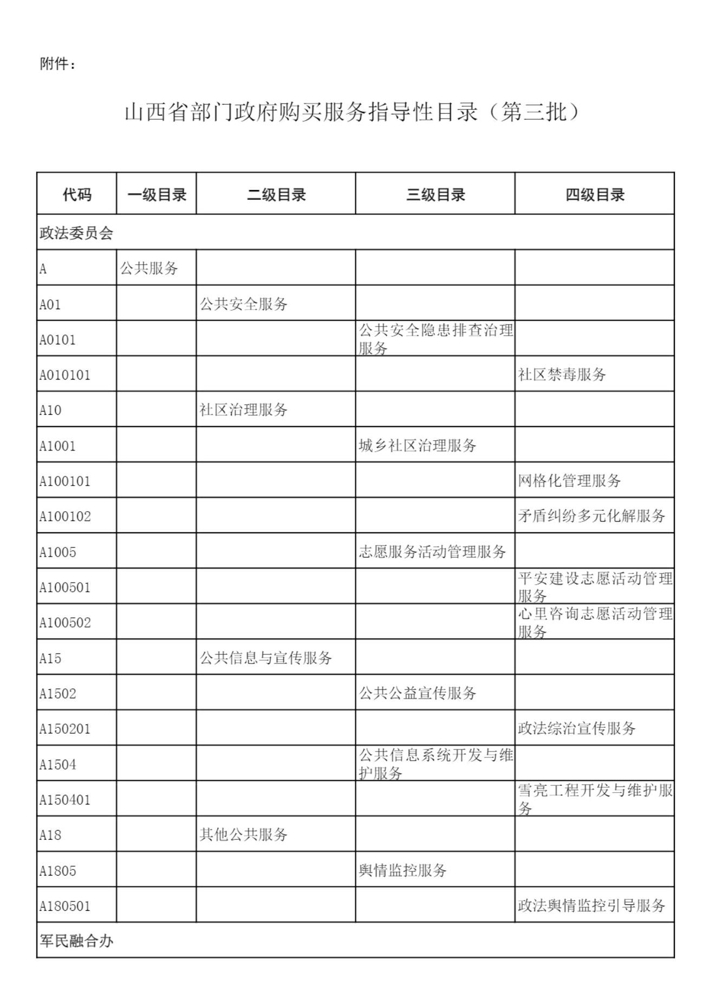 附件：
山西省部门政府购买服务指导性目录（第三批）
代码 一级目录 二级目录 三级目录 四级目录
政法委员会
A 公共服务
A01 公共安全服务
A0101 公共安全隐患排查治理
服务
A010101 社区禁毒服务
A10 社区治理服务
A1001 城乡社区治理服务
A100101 网格化管理服务
A100102 矛盾纠纷多元化解服务
A1005 志愿服务活动管理服务
A100501 平安建设志愿活动管理
服务
A100502 心里咨询志愿活动管理
服务
A15 公共信息与宣传服务
A1502 公共公益宣传服务
A150201 政法综治宣传服务
A1504 公共信息系统开发与维
护服务
A150401 雪亮工程开发与维护服
务
A18 其他公共服务
A1805 舆情监控服务
A180501 政法舆情监控引导服务
军民融合办